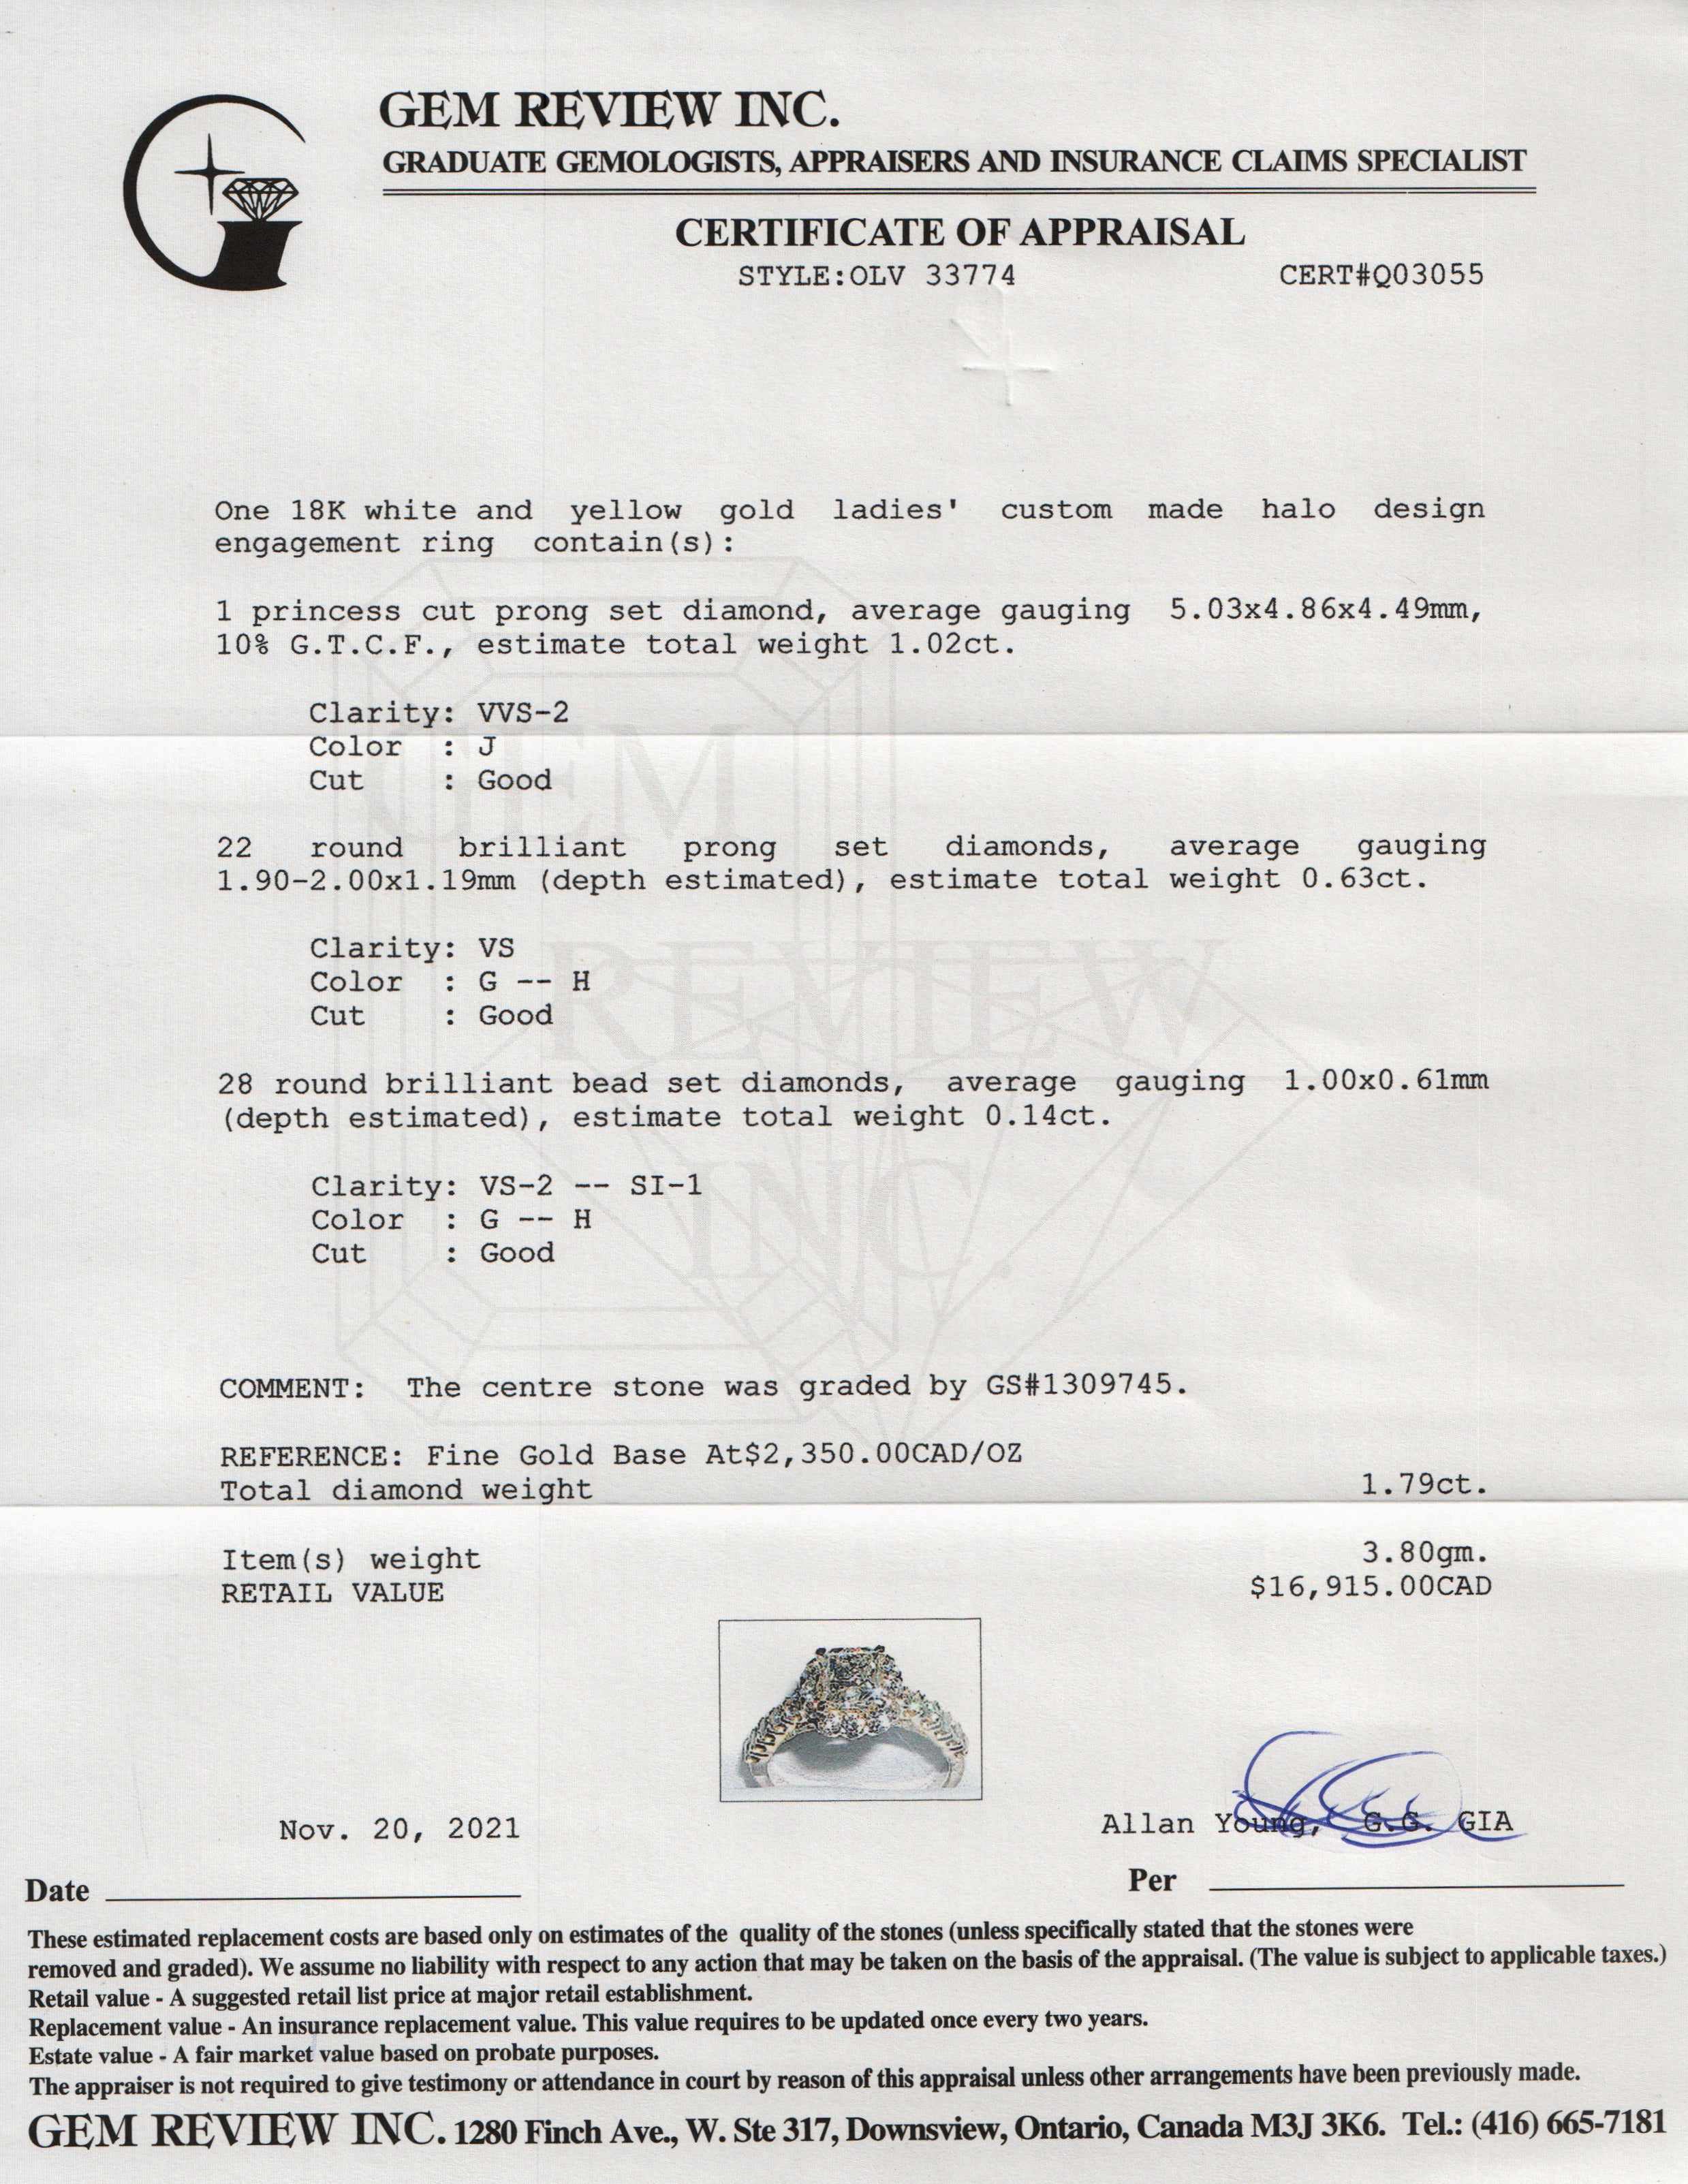 GEM REVIEW INC.
GRADUATE GEMOLOGISTS, APPRAISERS AND INSURANCE CLAIMS SPECIALIST
CERTIFICATE OF APPRAISAL
STYLE:OLV 33774 CERT#Q03055
One 18K white and yellow gold ladies' custom made halo design
engagement ring contain(s):
1 princess cut prong set diamond, average gauging 5.03x4.86x4.49mm,
10% G.T.C.F., estimate total weight 1.02ct.
Clarity: VVS-2
Color : J
Cut : Good
22 round brilliant prong set diamonds, average gauging
1.90-2.00x1.19mm (depth estimated), estimate total weight 0.63ct.
Clarity: VS
Color : G -- H
Cut : Good
28 round brilliant bead set diamonds, average gauging 1.00x0.61mm
(depth estimated), estimate total weight 0.14ct.
Clarity: VS-2 -- SI-1
Color : G -- H
Cut : Good
GEM
REVIEW
INC.
COMMENT: The centre stone was graded by GS#1309745.
REFERENCE: Fine Gold Base At$2,350.00CAD/OZ
Total diamond weight 1.79ct.
Item(s) weight 3.80gm.
RETAIL VALUE $16,915.00CAD
Nov. 20, 2021 Allan Young, G.G. GIA
Date Per
These estimated replacement costs are based only on estimates of the quality of the stones (unless specifically stated that the stones were
removed and graded). We assume no liability with respect to any action that may be taken on the basis of the appraisal. (The value is subject to applicable taxes.)
Retail value - A suggested retail list price at major retail establishment.
Replacement value - An insurance replacement value. This value requires to be updated once every two years.
Estate value - A fair market value based on probate purposes.
The appraiser is not required to give testimony or attendance in court by reason of this appraisal unless other arrangements have been previously made.
GEM REVIEW INC. 1280 Finch Ave., W. Ste 317, Downsview, Ontario, Canada M3J 3K6. Tel.: (416) 665-7181